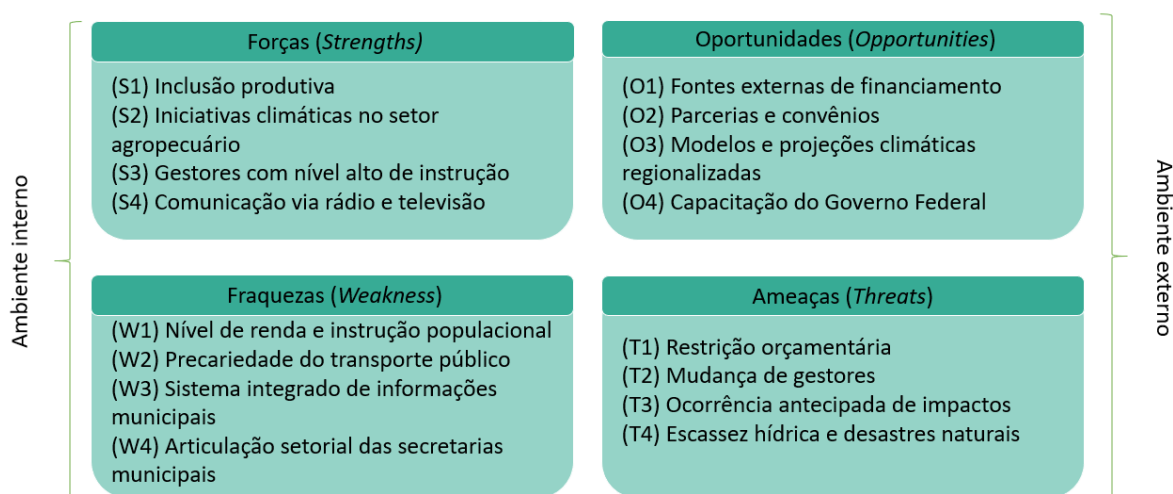 Ambiente interno
Forças (Strengths)
(S1) Inclusão produtiva
(S2) Iniciativas climáticas no setor
agropecuário
(S3) Gestores com nível alto de instrução
(S4) Comunicação via rádio e televisão
Oportunidades (Opportunities)
(O1) Fontes externas de financiamento
(O2) Parcerias e convênios
(O3) Modelos e projeções climáticas
regionalizadas
(O4) Capacitação do Governo Federal
Fraquezas (Weakness)
(W1) Nível de renda e instrução populacional
(W2) Precariedade do transporte público
(W3) Sistema integrado de informações
municipais
(W4) Articulação setorial das secretarias
municipais
Ameaças (Threats)
(T1) Restrição orçamentária
(T2) Mudança de gestores
(T3) Ocorrência antecipada de impactos
(T4) Escassez hídrica e desastres naturais
Ambiente externo